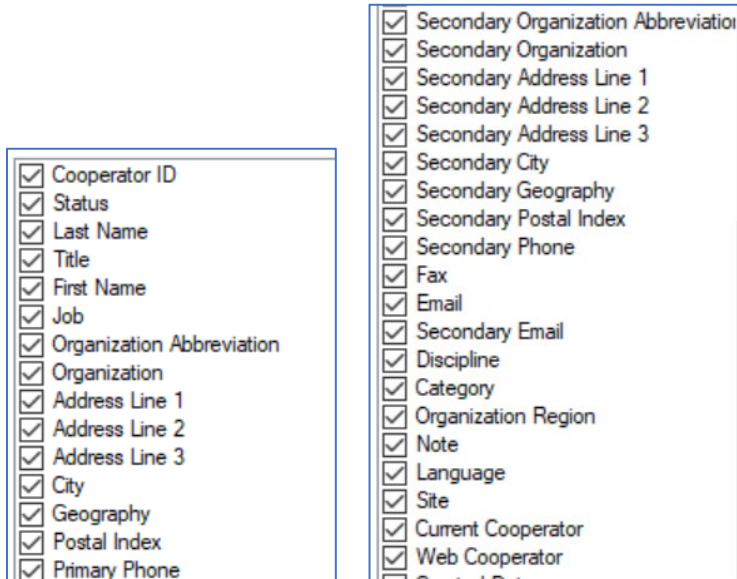 Cooperator ID
Status
Last Name
Title
First Name
Job
Organization Abbreviation
Organization
Address Line 1
Address Line 2
Address Line 3
City
Geography
Postal Index
Primary Phone
Secondary Organization Abbreviation
Secondary Organization
Secondary Address Line 1
Secondary Address Line 2
Secondary Address Line 3
Secondary City
Secondary Geography
Secondary Postal Index
Secondary Phone
Fax
Email
Secondary Email
Discipline
Category
Organization Region
Note
Language
Site
Current Cooperator
Web Cooperator